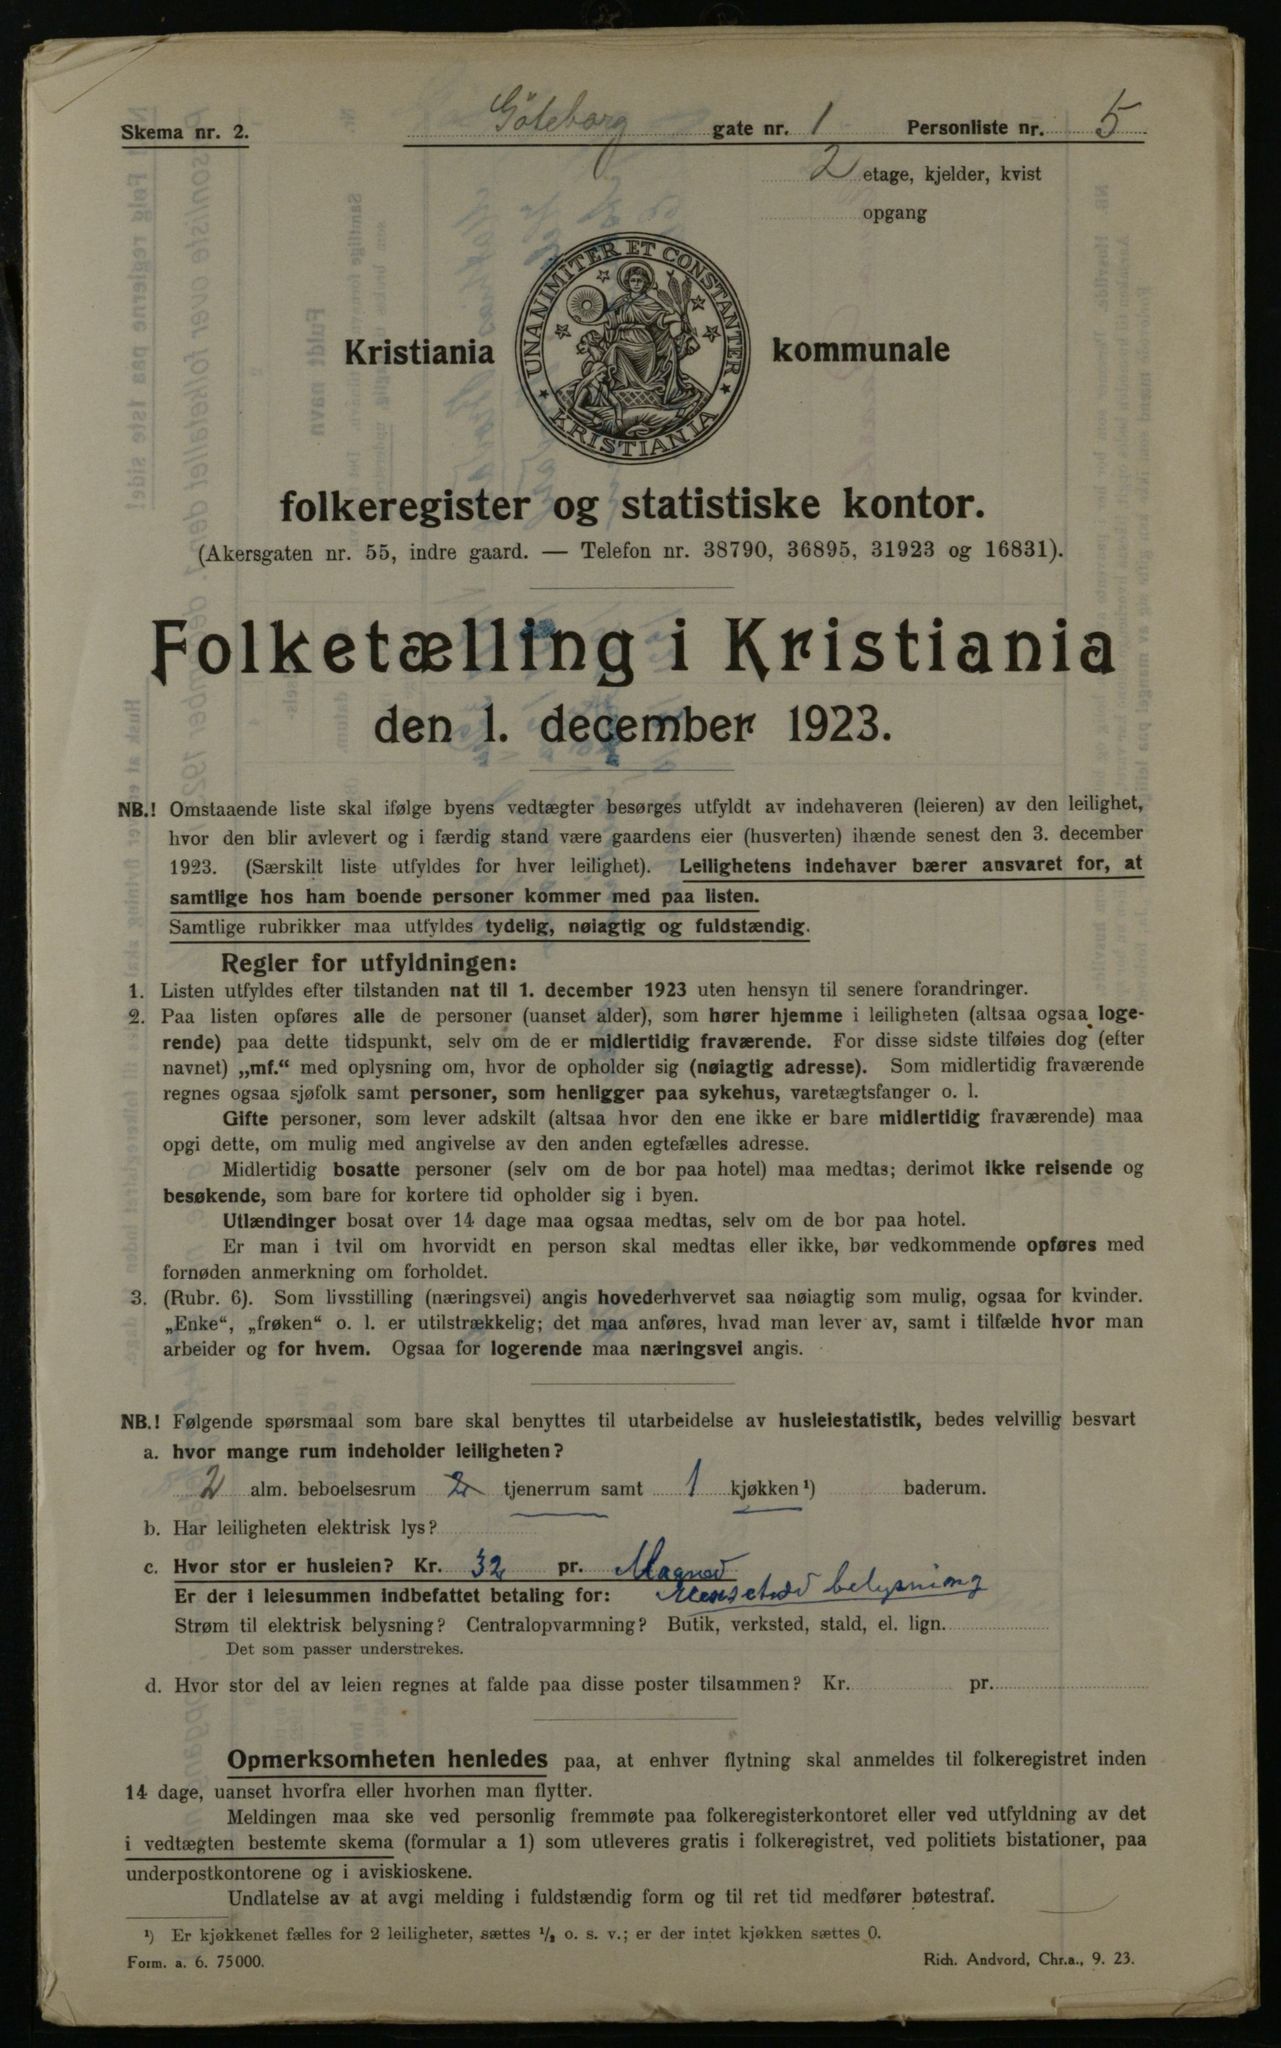 Skema nr. 2.
Göteborg gate nr. 1 Personliste nr. 5
2 etage, kjelder, kvist
opgang
UNANIMITER ET CONSTANTER
KRISTIANIA
Kristiania kommunale
folkeregister og statistiske kontor.
(Akersgaten nr. 55, indre gaard. — Telefon nr. 38790, 36895, 31923 og 16831).
Folketælling i Kristiania
den 1. december 1923.
NB.! Omstaaende liste skal ifølge byens vedtægter besørges utfyldt av indehaveren (leieren) av den leilighet,
hvor den blir avlevert og i færdig stand være gaardens eier (husverten) ihænde senest den 3. december
1923. (Særskilt liste utfyldes for hver leilighet). Leilighetens indehaver bærer ansvaret for, at
samtlige hos ham boende personer kommer med paa listen.
Samtlige rubrikker maa utfyldes tydelig, nøiagtig og fuldstændig.
Regler for utfyldningen:
1. Listen utfyldes efter tilstanden nat til 1. december 1923 uten hensyn til senere forandringer.
2. Paa listen opføres alle de personer (uanset alder), som hører hjemme i leiligheten (altsaa ogsaa loge-
rende) paa dette tidspunkt, selv om de er midlertidig fraværende. For disse sidste tilføies dog (efter
navnet) „mf.“ med oplysning om, hvor de opholder sig (nøiagtig adresse). Som midlertidig fraværende
regnes ogsaa sjøfolk samt personer, som henligger paa sykehus, varetægtsfanger o. l.
Gifte personer, som lever adskilt (altsaa hvor den ene ikke er bare midlertidig fraværende) maa
opgi dette, om mulig med angivelse av den anden egtefælles adresse.
Midlertidig bosatte personer (selv om de bor paa hotel) maa medtas; derimot ikke reisende og
besøkende, som bare for kortere tid opholder sig i byen.
Utlændinger bosat over 14 dage maa ogsaa medtas, selv om de bor paa hotel.
Er man i tvil om hvorvidt en person skal medtas eller ikke, bør vedkommende opføres med
fornøden anmerkning om forholdet.
3. (Rubr. 6). Som livsstilling (næringsvei) angis hovederhvervet saa nøiagtig som mulig, ogsaa for kvinder.
„Enke“, „frøken“ o. l. er utilstrækkelig; det maa anføres, hvad man lever av, samt i tilfælde hvor man
arbeider og for hvem. Ogsaa for logerende maa næringsvei angis.
NB.! Følgende spørsmaal som bare skal benyttes til utarbeidelse av husleiestatistik, bedes velvillig besvart
a. hvor mange rum indeholder leiligheten?
2 alm. beboelsesrum 2 tjenerrum samt 1 kjøkken ¹) baderum.
b. Har leiligheten elektrisk lys?
c. Hvor stor er husleien? Kr. 32 pr. Magned
Er der i leiesummen indbefattet betaling for: belysning
Strøm til elektrisk belysning? Centralopvarmning? Butik, verksted, stald, el. lign.
Det som passer understrekes.
d. Hvor stor del av leien regnes at falde paa disse poster tilsammen? Kr. pr.
Opmerksomheten henledes paa, at enhver flytning skal anmeldes til folkeregistret inden
14 dage, uanset hvorfra eller hvorhen man flytter.
Meldingen maa ske ved personlig fremmøte paa folkeregisterkontoret eller ved utfyldning av det
i vedtægten bestemte skema (formular a 1) som utleveres gratis i folkeregistret, ved politiets bistationer, paa
underpostkontorene og i aviskioskene.
Undlatelse av at avgi melding i fuldstændig form og til ret tid medfører bøtestraf.
¹) Er kjøkkenet fælles for 2 leiligheter, sættes ½ o. s. v.; er der intet kjøkken sættes 0.
Form. a. 6. 75000.
Rich. Andvord, Chr.a., 9. 23.